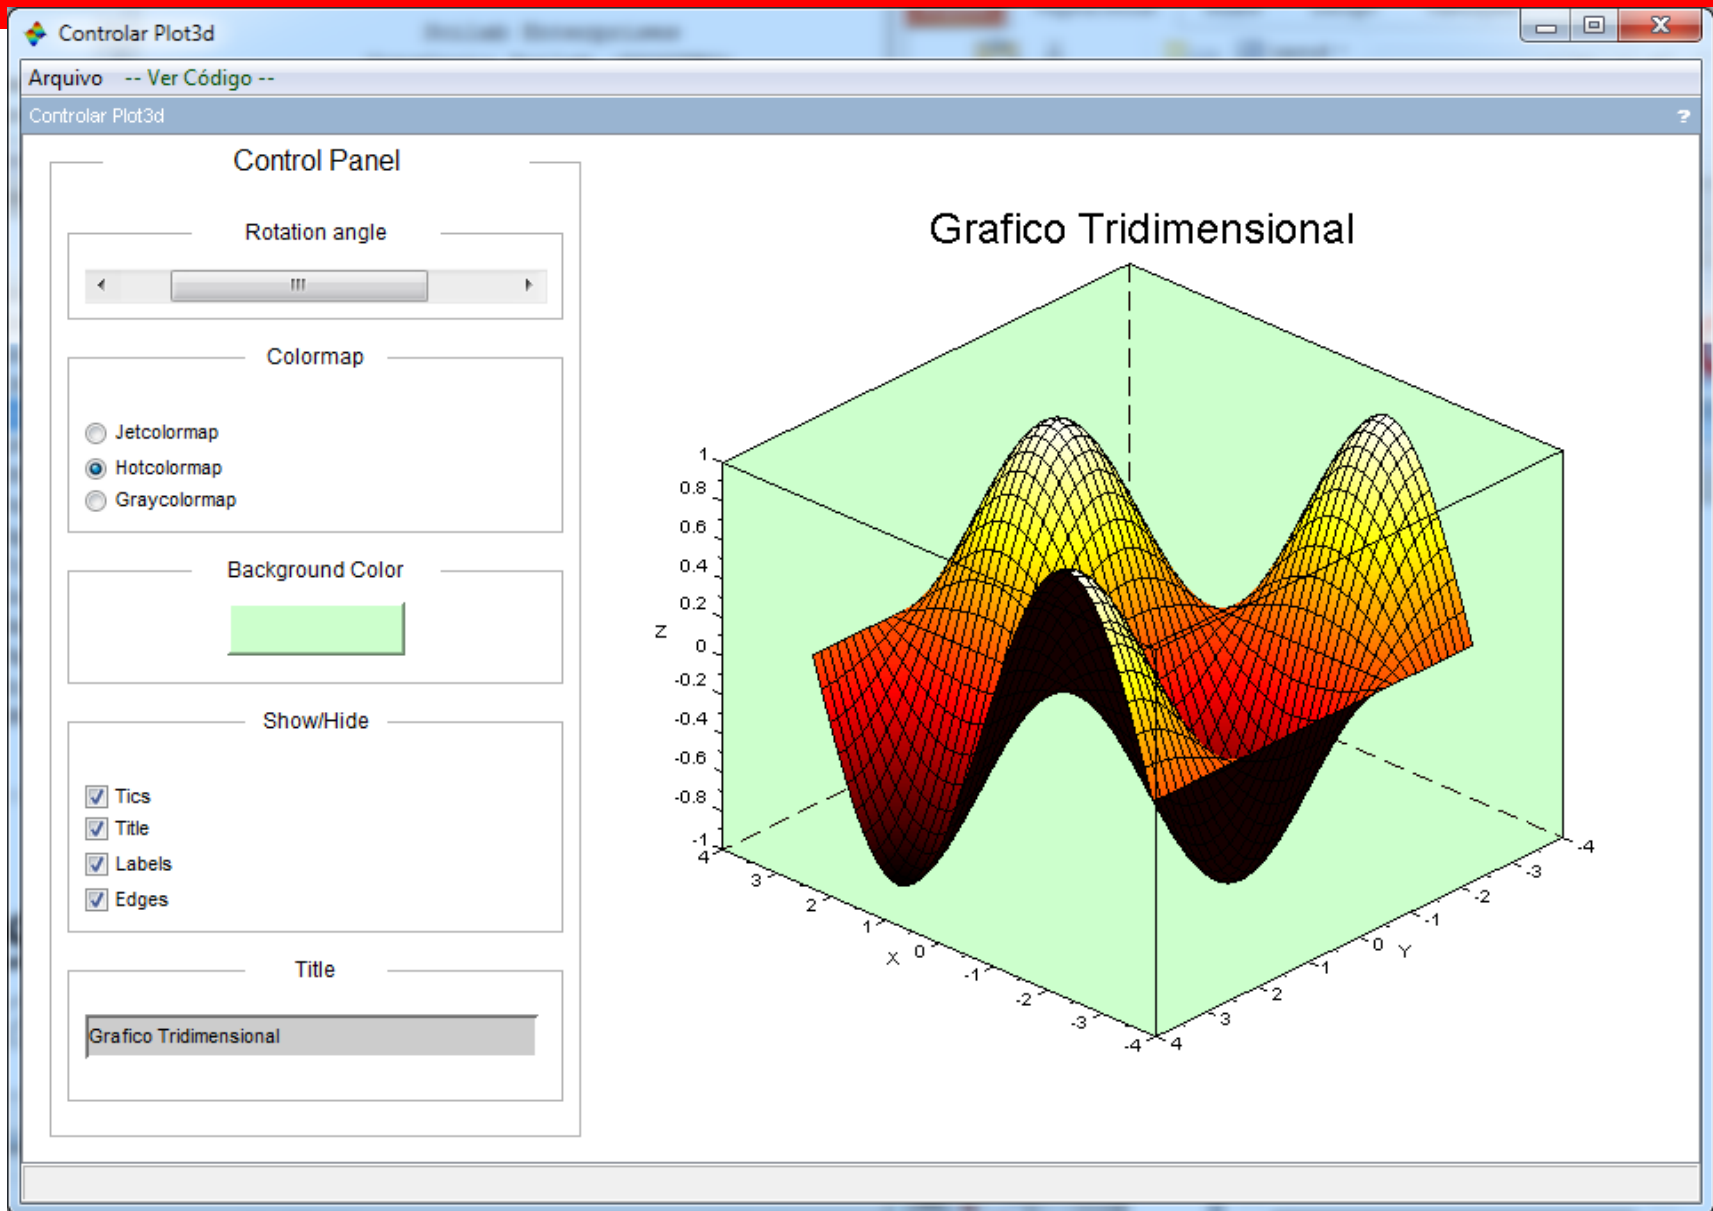 Controlar Plot3d
Arquivo -- Ver Código --
Controlar Plot3d ?
Control Panel
Rotation angle
Colormap
Jetcolormap
Hotcolormap
Graycolormap
Background Color
Show/Hide
Tics
Title
Labels
Edges
Title
Grafico Tridimensional
Grafico Tridimensional
Z
1
0.8
0.6
0.4
0.2
0
-0.2
-0.4
-0.6
-0.8
-1
4
3
2
1
0
-1
-2
-3
-4
X
4
3
2
1
0
-1
-2
-3
-4
Y